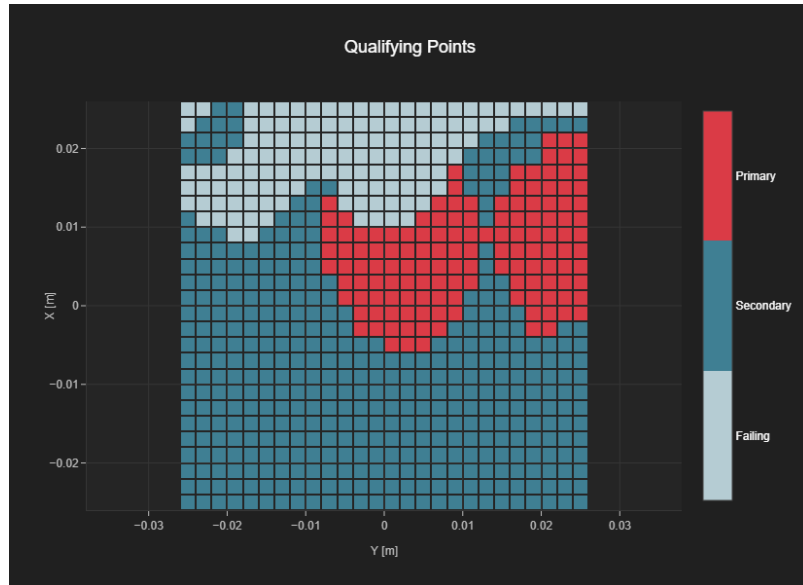 Qualifying Points
0.02
0.01
0
−0.01
−0.02
X [m]
−0.03
−0.02
−0.01
0
0.01
0.02
0.03
Y [m]
Primary
Secondary
Failing